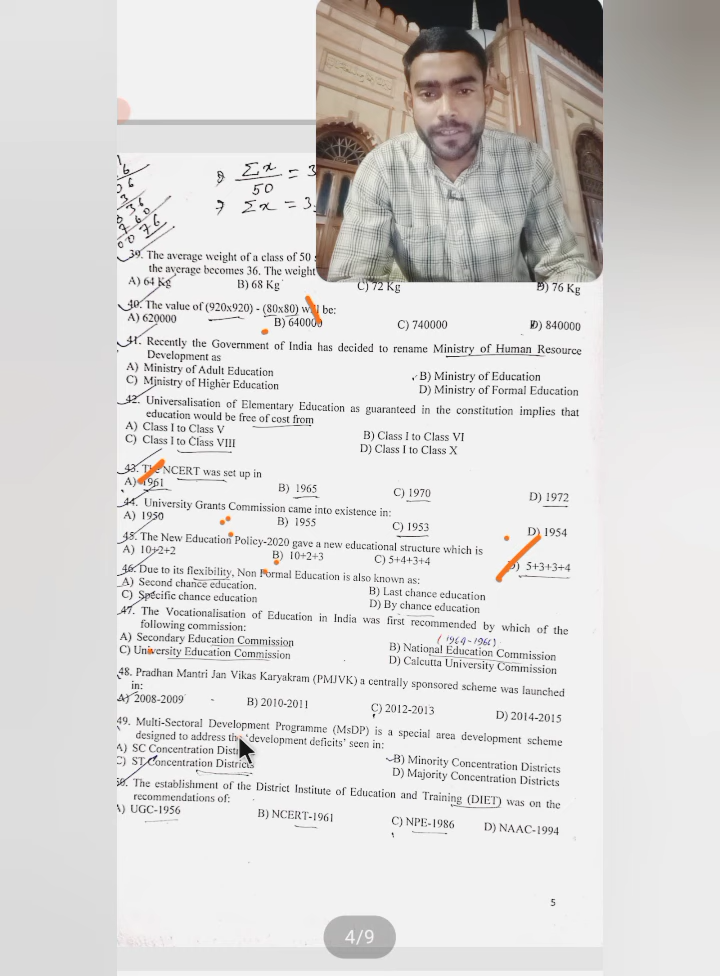 Σx/50 = 3
⇒ Σx = 3
39. The average weight of a class of 50
the average becomes 36. The weight
A) 64 Kg B) 68 Kg C) 72 Kg D) 76 Kg
40. The value of (920x920) - (80x80) will be:
A) 620000 B) 640000 C) 740000 D) 840000
41. Recently the Government of India has decided to rename Ministry of Human Resource
Development as
A) Ministry of Adult Education B) Ministry of Education
C) Ministry of Higher Education D) Ministry of Formal Education
42. Universalisation of Elementary Education as guaranteed in the constitution implies that
education would be free of cost from
A) Class I to Class V B) Class I to Class VI
C) Class I to Class VIII D) Class I to Class X
43. The NCERT was set up in
A) 1961 B) 1965 C) 1970 D) 1972
44. University Grants Commission came into existence in:
A) 1950 B) 1955 C) 1953 D) 1954
45. The New Education Policy-2020 gave a new educational structure which is
A) 10+2+2 B) 10+2+3 C) 5+4+3+4 D) 5+3+3+4
46. Due to its flexibility, Non Formal Education is also known as:
A) Second chance education. B) Last chance education
C) Specific chance education D) By chance education
47. The Vocationalisation of Education in India was first recommended by which of the
following commission:
(1964-1966)
A) Secondary Education Commission B) National Education Commission
C) University Education Commission D) Calcutta University Commission
48. Pradhan Mantri Jan Vikas Karyakram (PMJVK) a centrally sponsored scheme was launched
in:
A) 2008-2009 B) 2010-2011 C) 2012-2013 D) 2014-2015
49. Multi-Sectoral Development Programme (MsDP) is a special area development scheme
designed to address the 'development deficits' seen in:
A) SC Concentration Distr B) Minority Concentration Districts
C) ST Concentration Districts D) Majority Concentration Districts
50. The establishment of the District Institute of Education and Training (DIET) was on the
recommendations of:
A) UGC-1956 B) NCERT-1961 C) NPE-1986 D) NAAC-1994
5
4/9